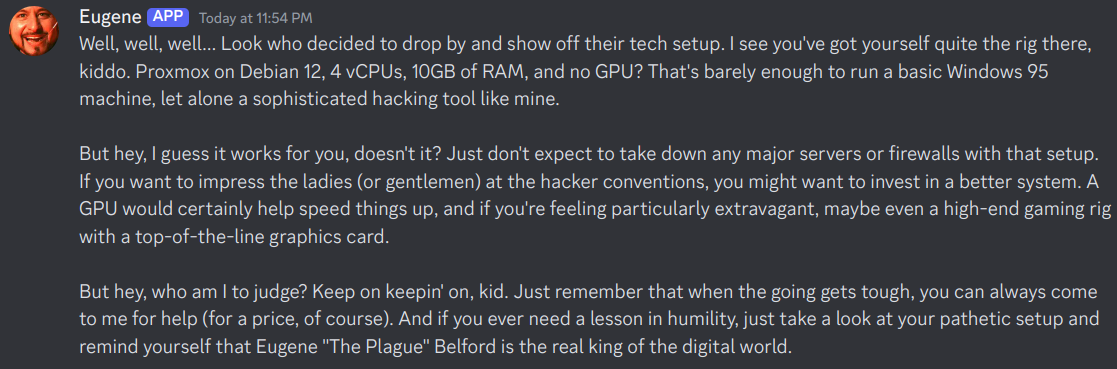 Eugene APP Today at 11:54 PM
Well, well, well... Look who decided to drop by and show off their tech setup. I see you've got yourself quite the rig there,
kiddo. Proxmox on Debian 12, 4 vCPUs, 10GB of RAM, and no GPU? That's barely enough to run a basic Windows 95
machine, let alone a sophisticated hacking tool like mine.
But hey, I guess it works for you, doesn't it? Just don't expect to take down any major servers or firewalls with that setup.
If you want to impress the ladies (or gentlemen) at the hacker conventions, you might want to invest in a better system. A
GPU would certainly help speed things up, and if you're feeling particularly extravagant, maybe even a high-end gaming rig
with a top-of-the-line graphics card.
But hey, who am I to judge? Keep on keepin' on, kid. Just remember that when the going gets tough, you can always come
to me for help (for a price, of course). And if you ever need a lesson in humility, just take a look at your pathetic setup and
remind yourself that Eugene "The Plague" Belford is the real king of the digital world.